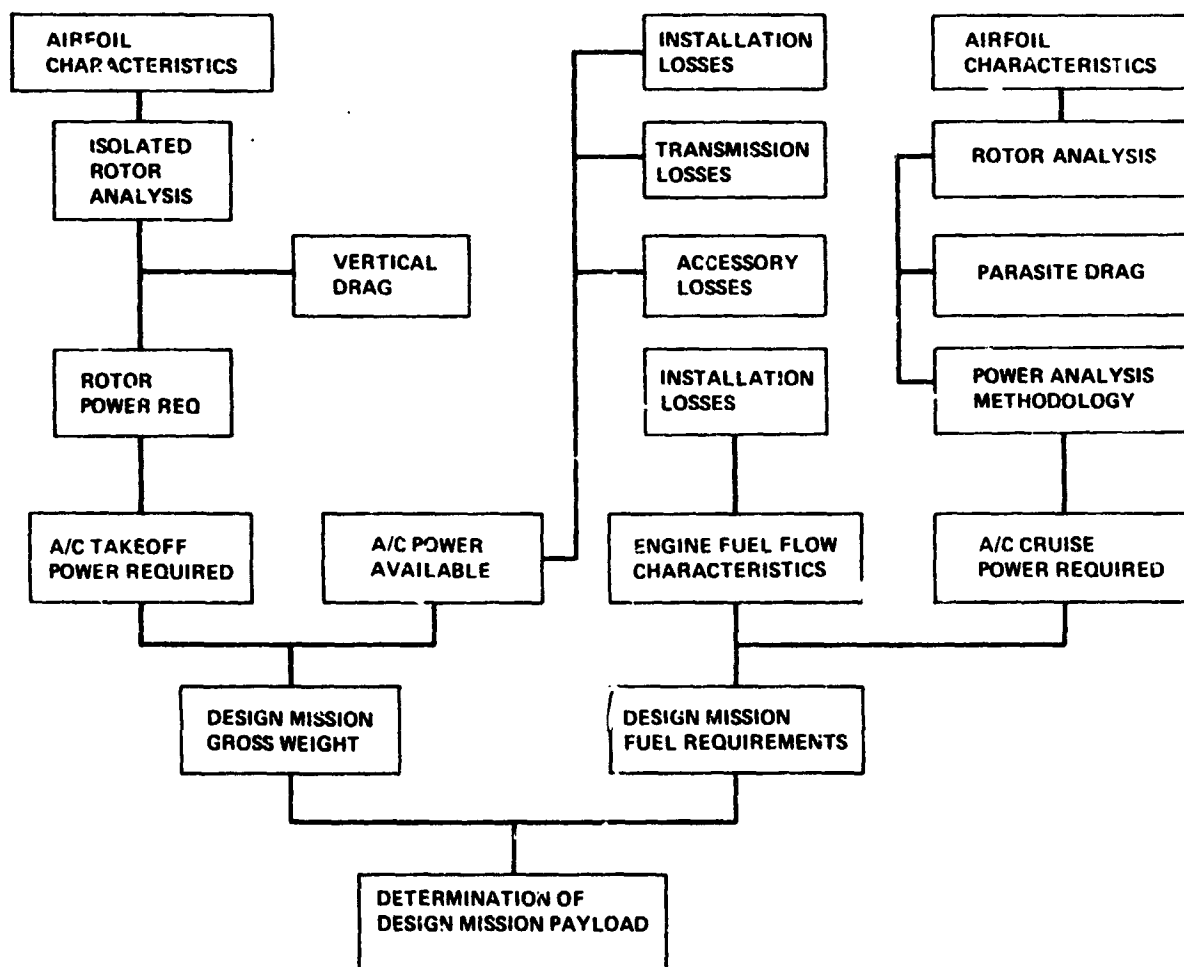 AIRFOIL
CHARACTERISTICS
ISOLATED
ROTOR
ANALYSIS
VERTICAL
DRAG
ROTOR
POWER REQ
A/C TAKEOFF
POWER REQUIRED
A/C POWER
AVAILABLE
INSTALLATION
LOSSES
TRANSMISSION
LOSSES
ACCESSORY
LOSSES
INSTALLATION
LOSSES
ENGINE FUEL FLOW
CHARACTERISTICS
AIRFOIL
CHARACTERISTICS
ROTOR ANALYSIS
PARASITE DRAG
POWER ANALYSIS
METHODOLOGY
A/C CRUISE
POWER REQUIRED
DESIGN MISSION
GROSS WEIGHT
DESIGN MISSION
FUEL REQUIREMENTS
DETERMINATION OF
DESIGN MISSION PAYLOAD